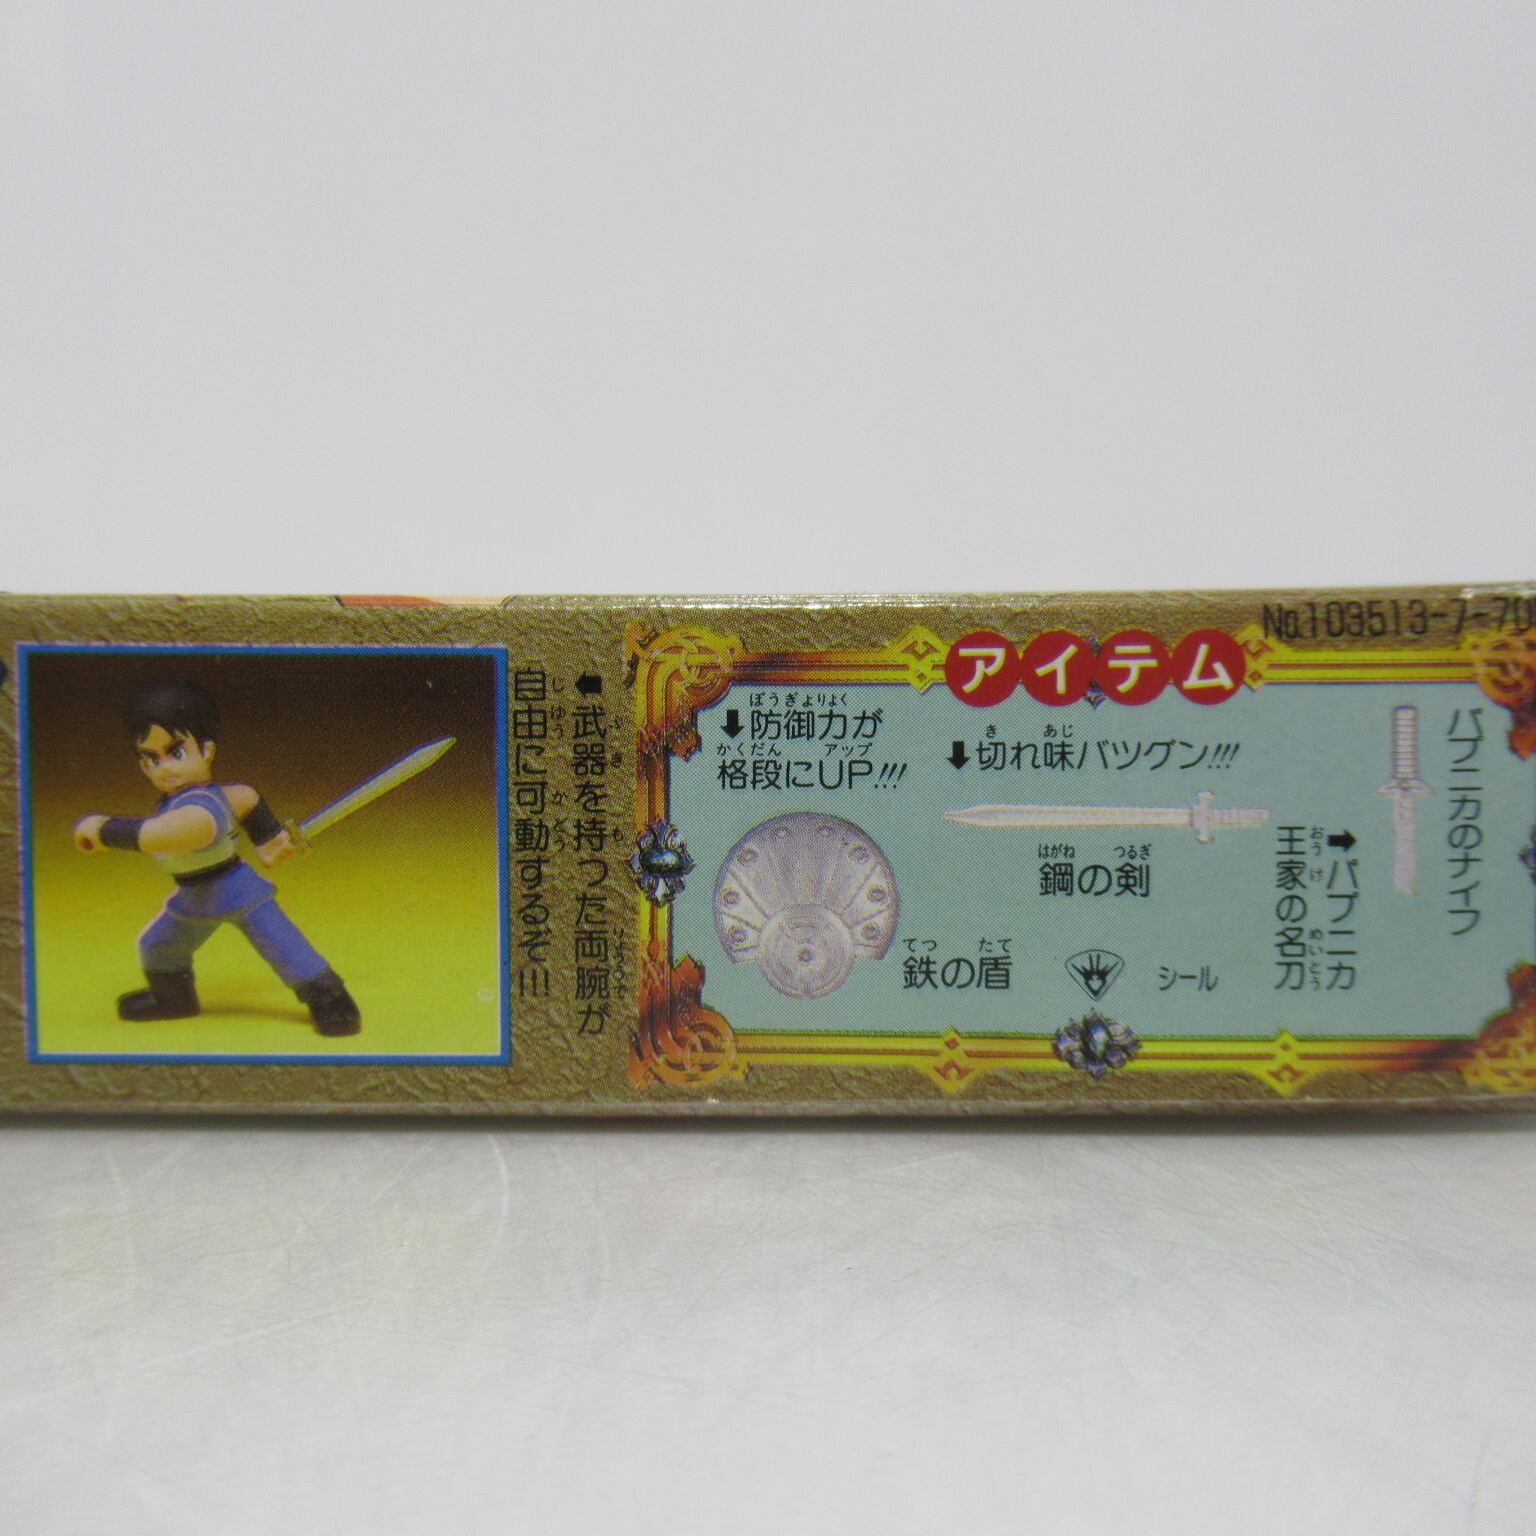 No.103513-7-70
⬅武器を持った両腕が
自由に可動するぞ!!!
アイテム
⬇防御力が
格段にUP!!!
鉄の盾
⬇切れ味バツグン!!!
鋼の剣
シール
パプニカのナイフ
➡パプニカ
王家の名刀